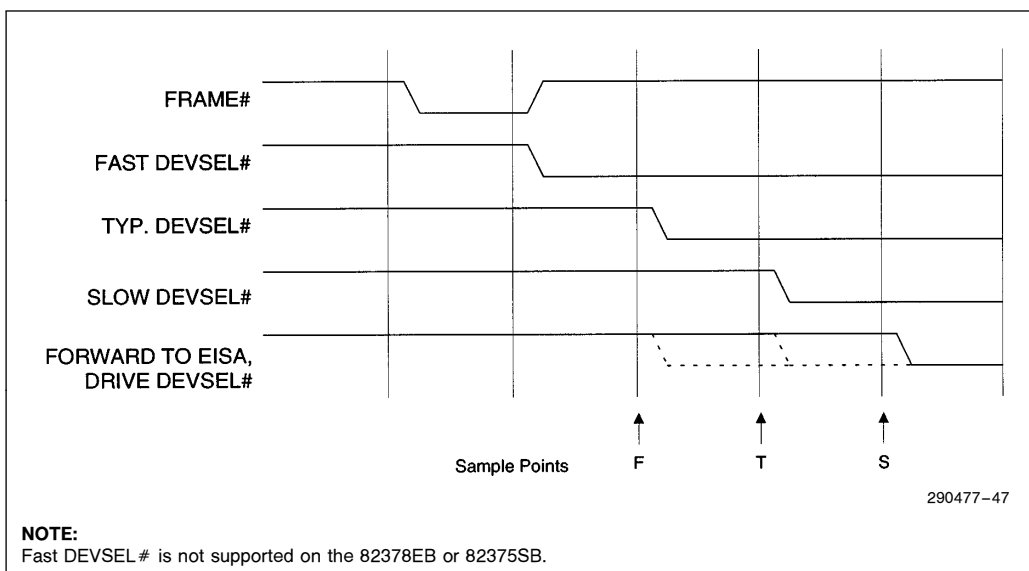 FRAME#
FAST DEVSEL#
TYP. DEVSEL#
SLOW DEVSEL#
FORWARD TO EISA,
DRIVE DEVSEL#
Sample Points F T S
290477–47
NOTE:
Fast DEVSEL# is not supported on the 82378EB or 82375SB.